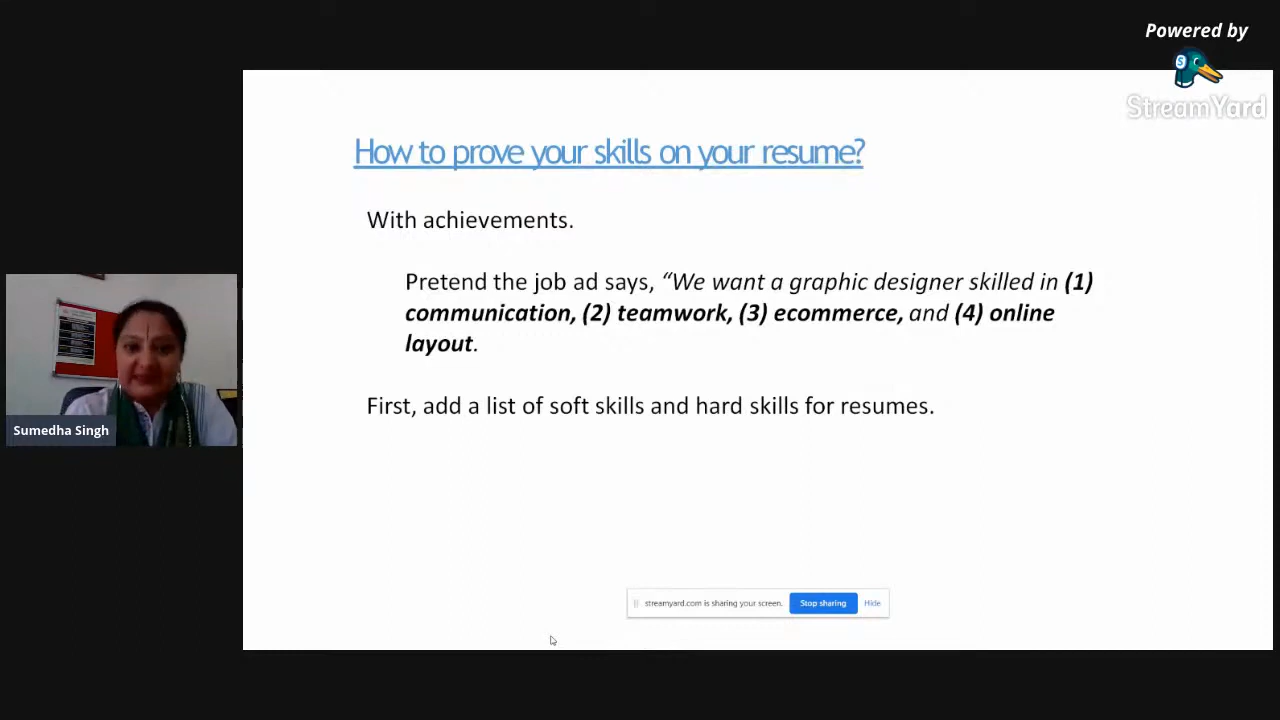 Powered by
StreamYard
How to prove your skills on your resume?
With achievements.
Pretend the job ad says, “We want a graphic designer skilled in (1)
communication, (2) teamwork, (3) ecommerce, and (4) online
layout.
First, add a list of soft skills and hard skills for resumes.
Sumedha Singh
streamyard.com is sharing your screen.
Stop sharing
Hide